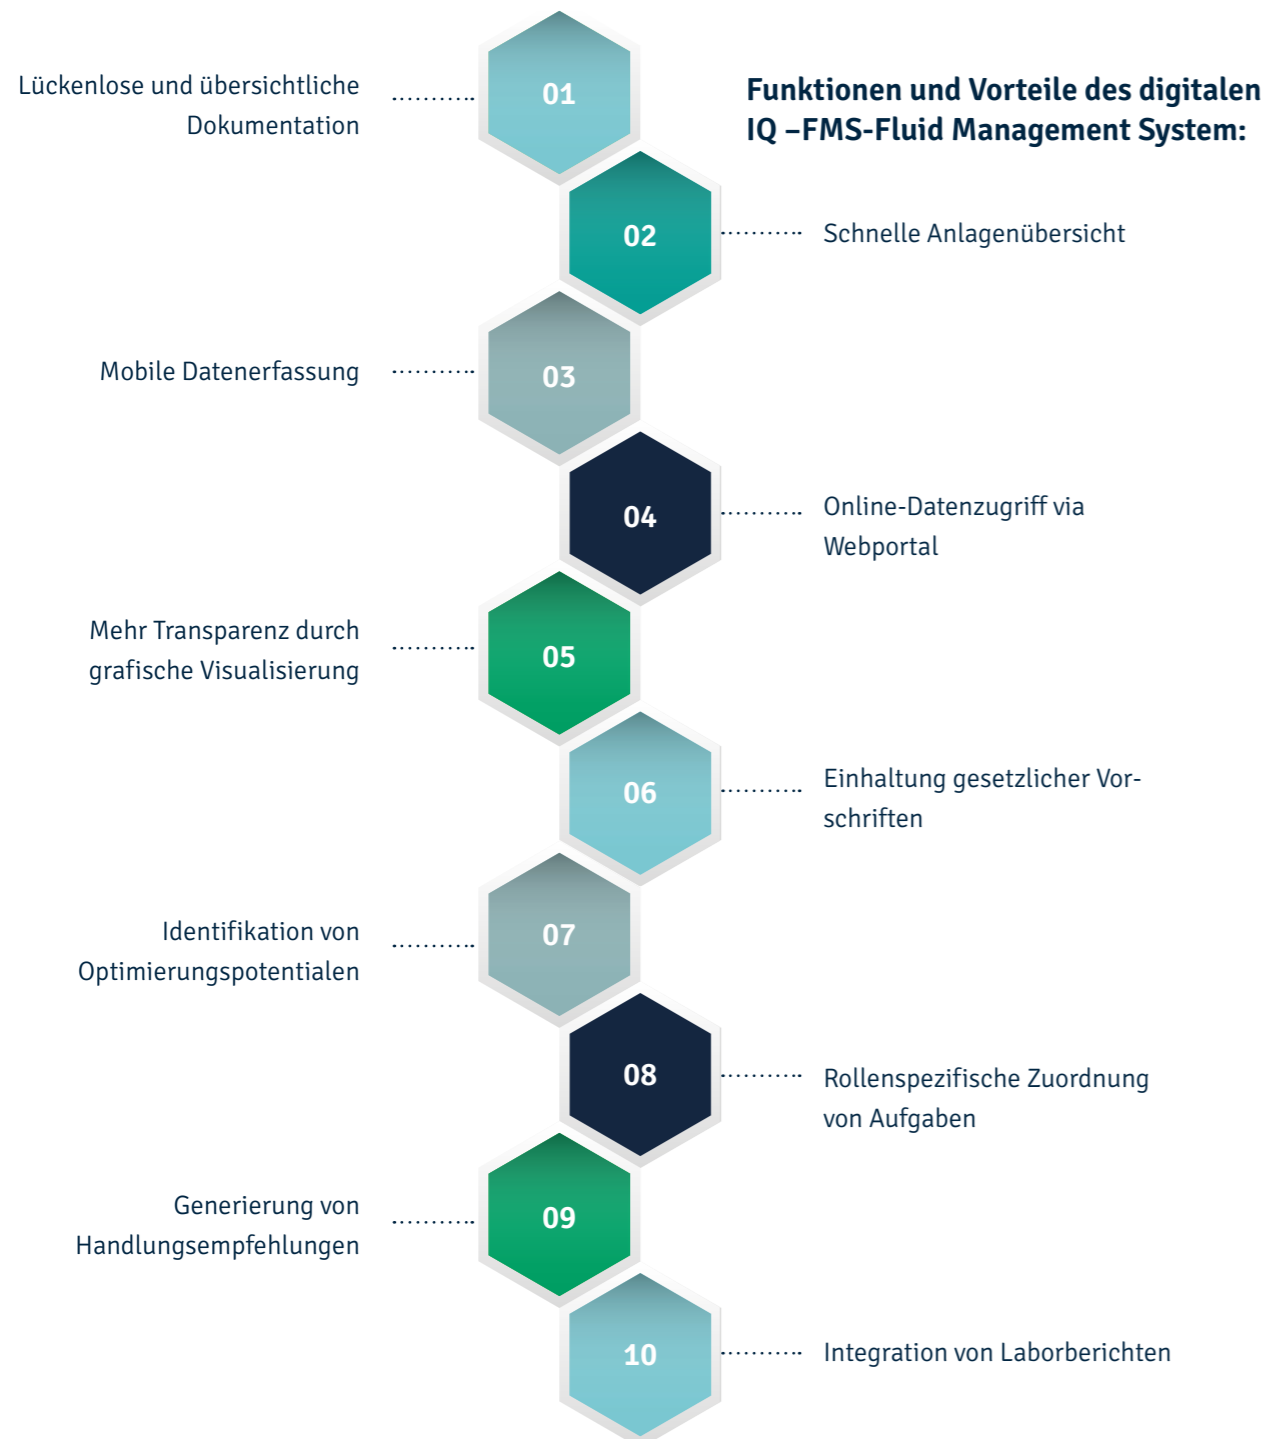 Funktionen und Vorteile des digitalen
IQ –FMS-Fluid Management System:
01
Lückenlose und übersichtliche
Dokumentation
02
Schnelle Anlagenübersicht
03
Mobile Datenerfassung
04
Online-Datenzugriff via
Webportal
05
Mehr Transparenz durch
grafische Visualisierung
06
Einhaltung gesetzlicher Vor-
schriften
07
Identifikation von
Optimierungspotentialen
08
Rollenspezifische Zuordnung
von Aufgaben
09
Generierung von
Handlungsempfehlungen
10
Integration von Laborberichten